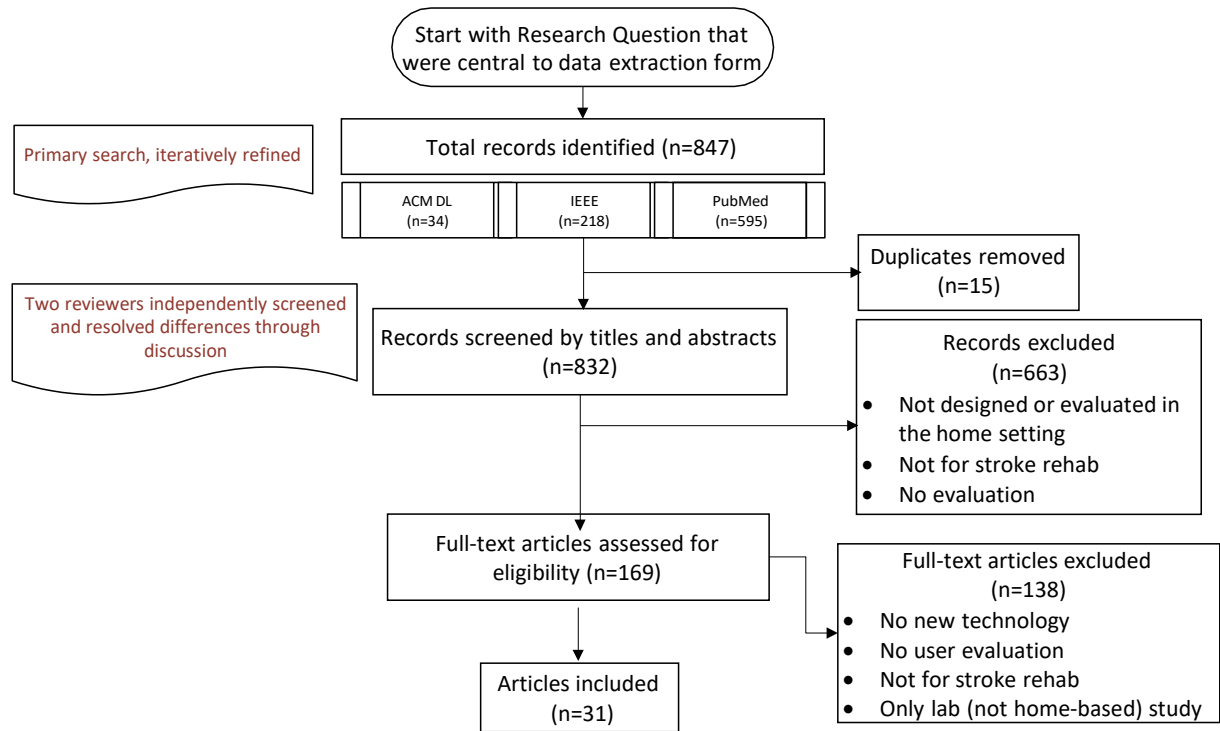 Start with Research Question that
were central to data extraction form
Primary search, iteratively refined
Total records identified (n=847)
ACM DL
(n=34)
IEEE
(n=218)
PubMed
(n=595)
Duplicates removed
(n=15)
Two reviewers independently screened
and resolved differences through
discussion
Records screened by titles and abstracts
(n=832)
Records excluded
(n=663)
• Not designed or evaluated in
the home setting
• Not for stroke rehab
• No evaluation
Full-text articles assessed for
eligibility (n=169)
Full-text articles excluded
(n=138)
• No new technology
• No user evaluation
• Not for stroke rehab
• Only lab (not home-based) study
Articles included
(n=31)